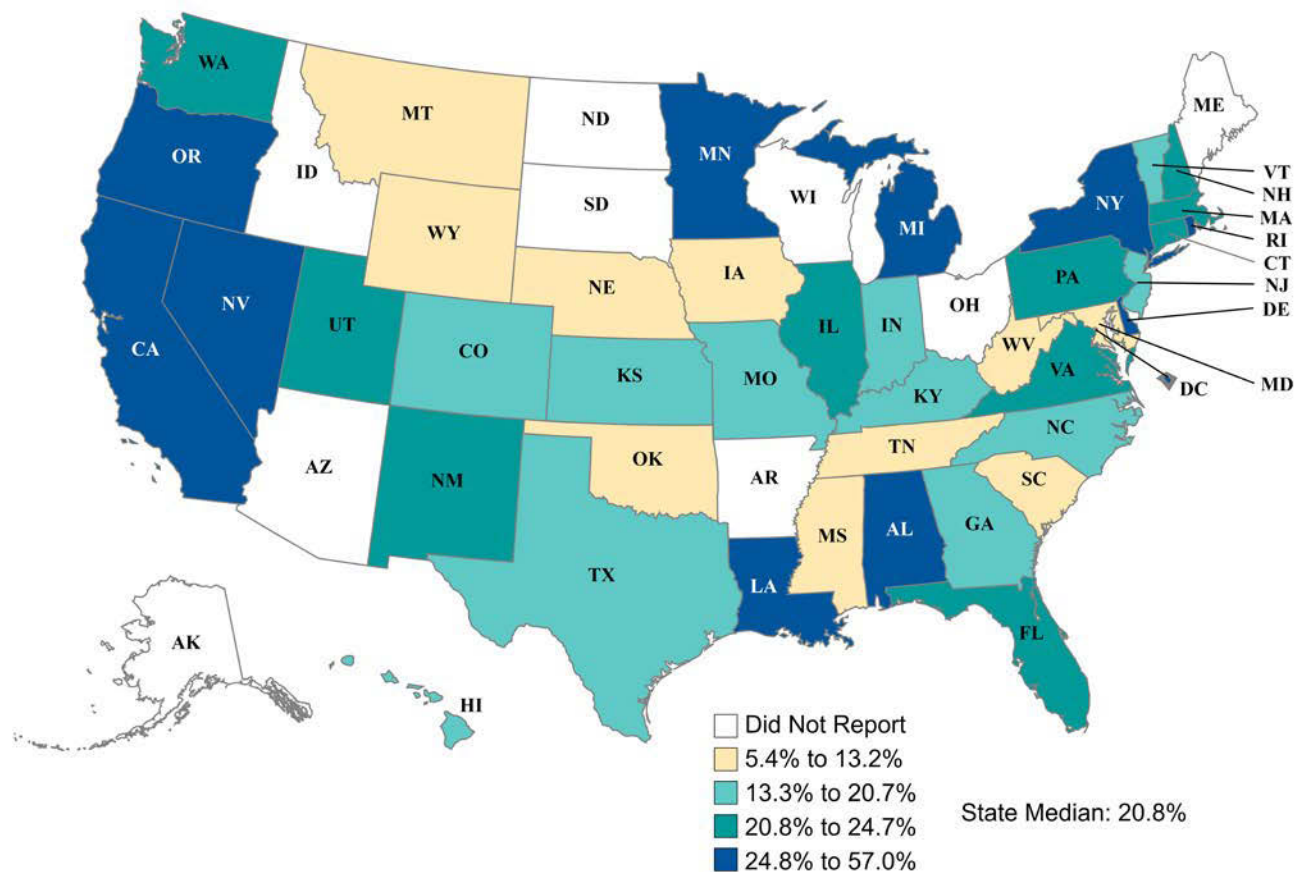 WA
MT
ND
ME
OR
ID
MN
VT
SD
WI
NH
NY
MA
WY
MI
RI
CT
IA
PA
NJ
NE
NV
OH
DE
IL
IN
UT
CA
CO
WV
KS
MO
VA
MD
DC
KY
NC
TN
OK
AZ
NM
AR
SC
MS
AL
GA
TX
LA
FL
AK
HI
Did Not Report
5.4% to 13.2%
13.3% to 20.7%
State Median: 20.8%
20.8% to 24.7%
24.8% to 57.0%